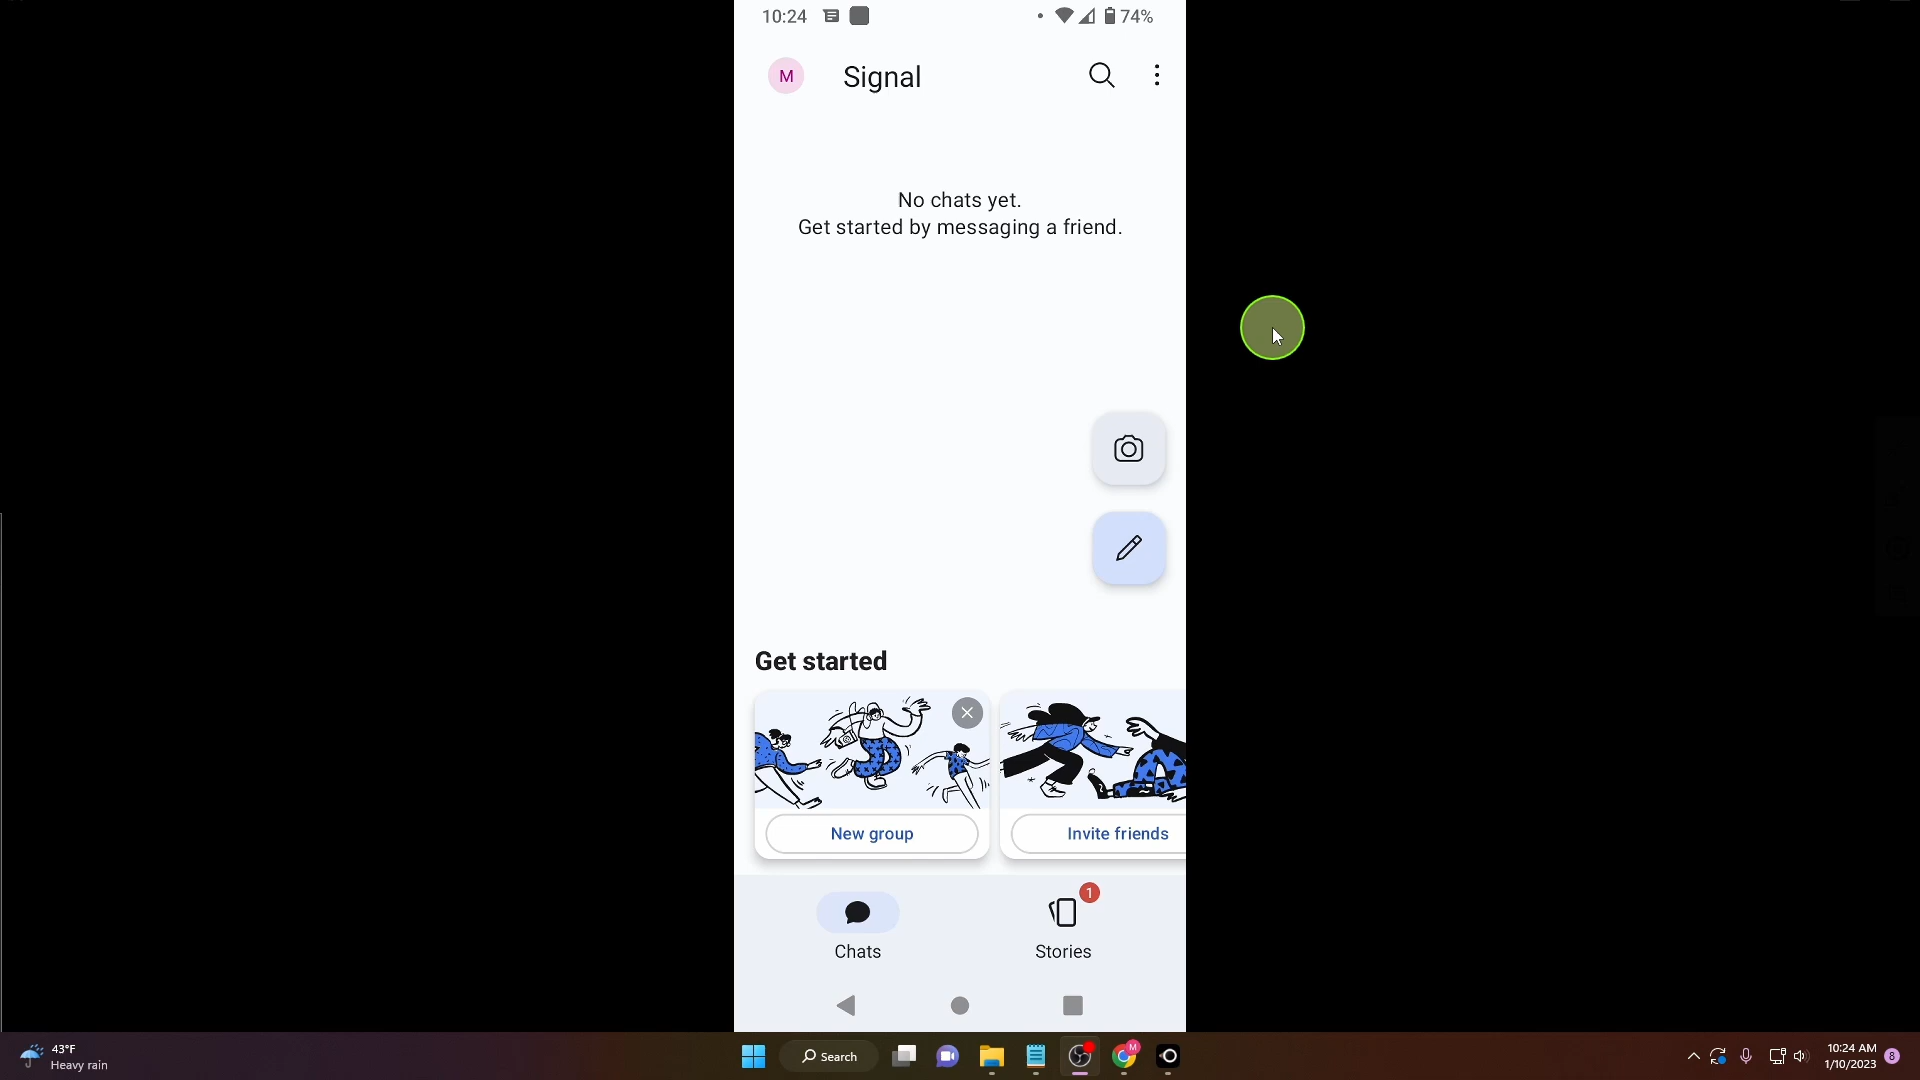 10:24
74%
M
Signal
No chats yet.
Get started by messaging a friend.
Get started
New group
Invite friends
1
Chats
Stories
43°F
Heavy rain
Search
M
10:24 AM
1/10/2023
8